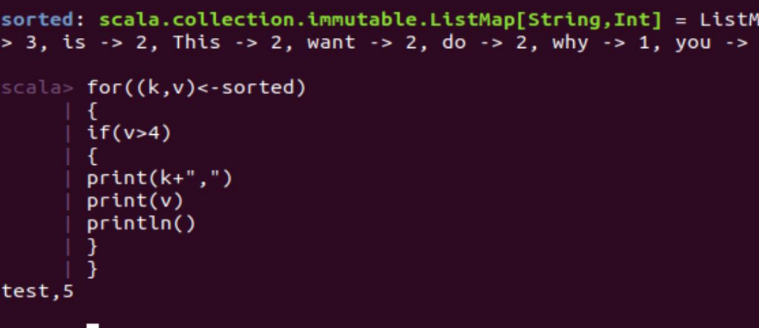 sorted: scala.collection.immutable.ListMap[String,Int] = ListM
> 3, is -> 2, This -> 2, want -> 2, do -> 2, why -> 1, you ->
scala> for((k,v)<-sorted)
| {
| if(v>4)
| {
| print(k+",")
| print(v)
| println()
| }
| }
test,5